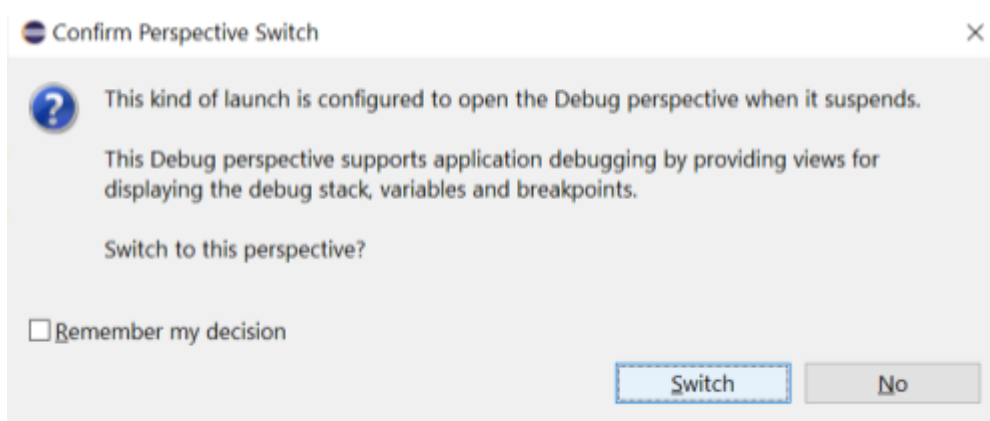 Confirm Perspective Switch
This kind of launch is configured to open the Debug perspective when it suspends.
This Debug perspective supports application debugging by providing views for
displaying the debug stack, variables and breakpoints.
Switch to this perspective?
Remember my decision
Switch
No